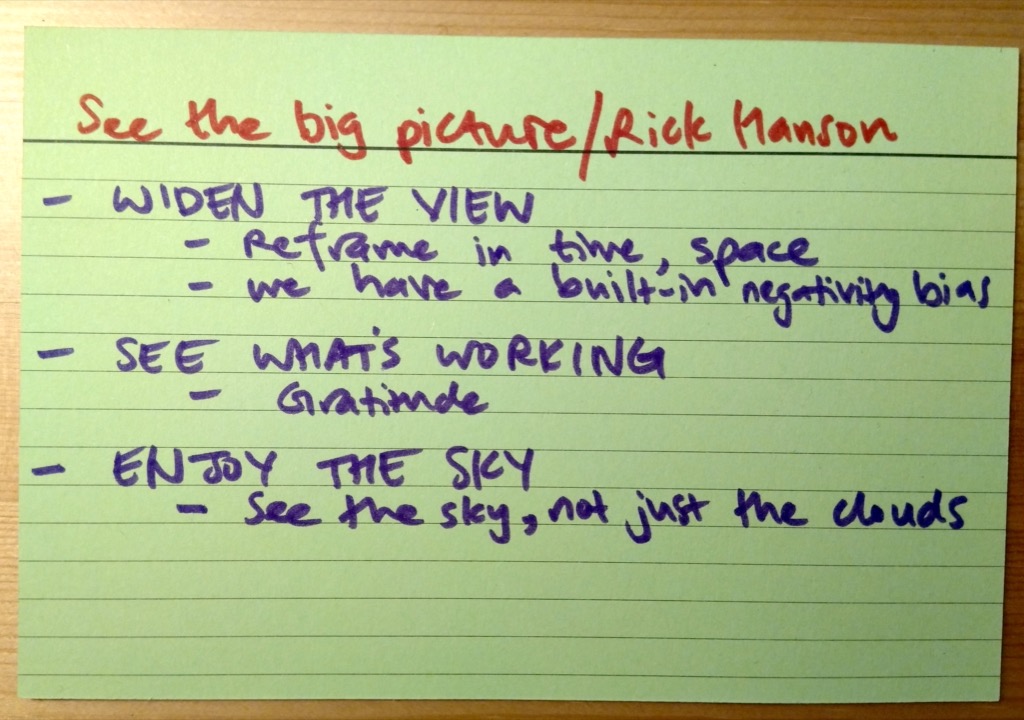 See the big picture/Rick Hanson
- WIDEN THE VIEW
- Reframe in time, space
- we have a built-in negativity bias
- SEE WHAT'S WORKING
- Gratitude
- ENJOY THE SKY
- See the sky, not just the clouds